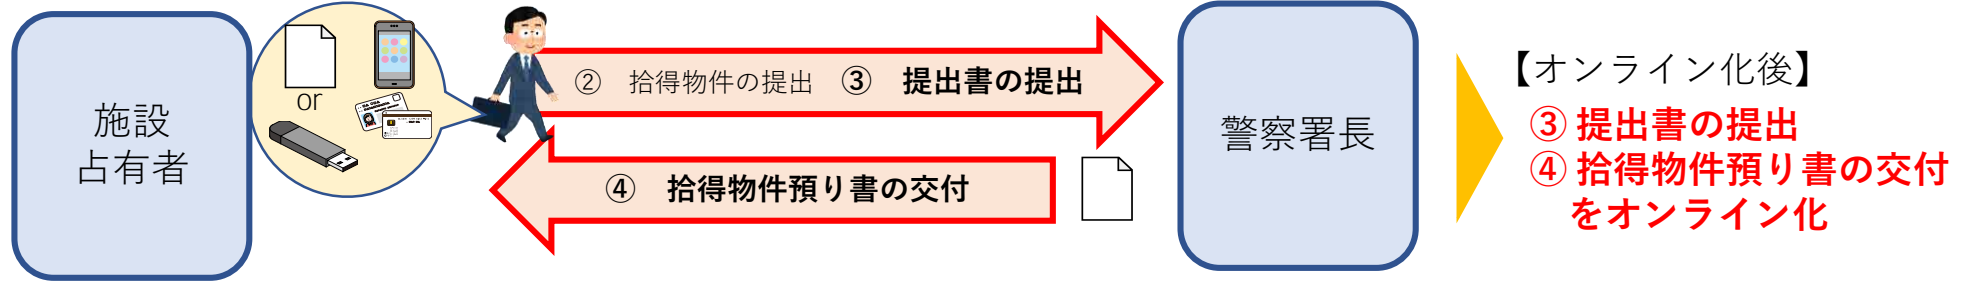 施設
占有者
or
② 拾得物件の提出 ③ 提出書の提出
④ 拾得物件預り書の交付
警察署長
【オンライン化後】
③ 提出書の提出
④ 拾得物件預り書の交付
をオンライン化